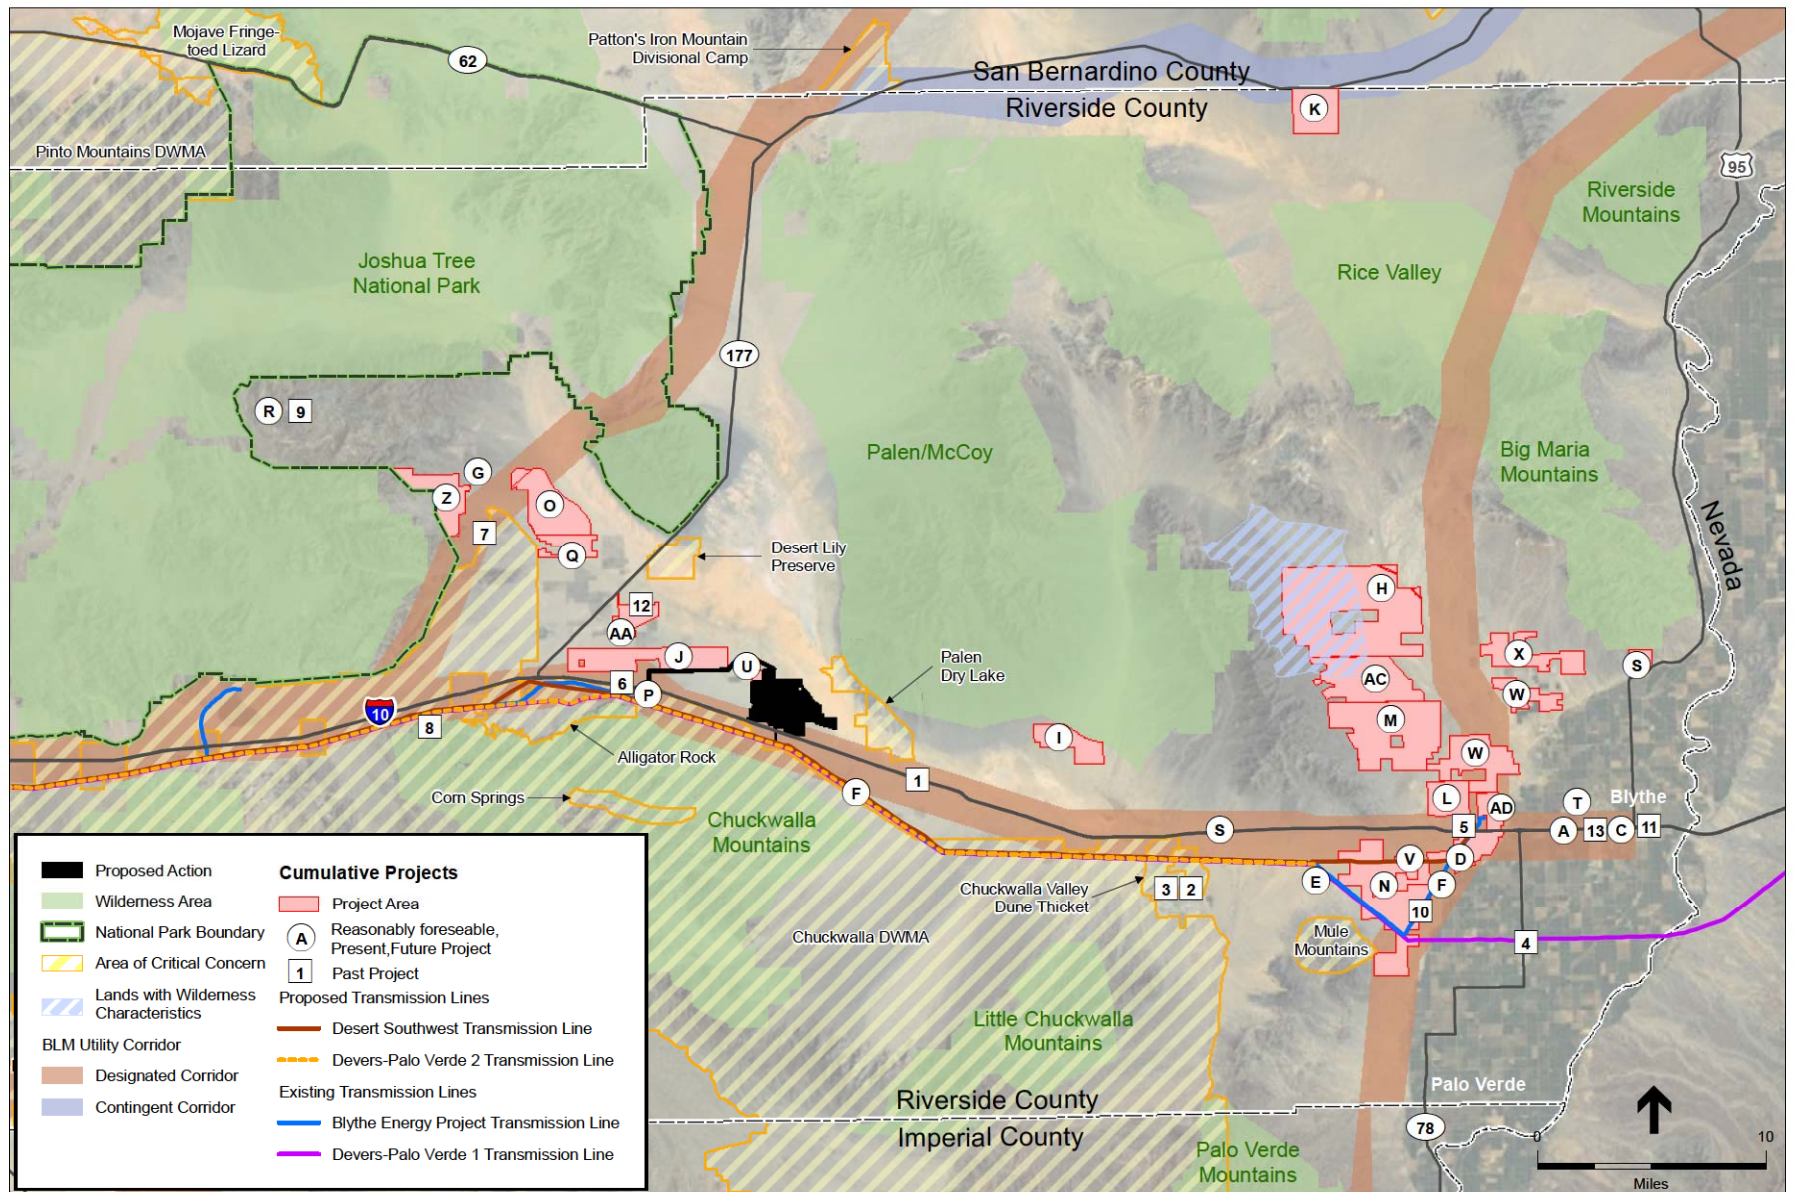 Mojave Fringe-
toed Lizard
62
Patton's Iron Mountain
Divisional Camp
San Bernardino County
Riverside County
K
95
Pinto Mountains DWMA
Riverside
Mountains
Joshua Tree
National Park
Rice Valley
177
R
9
Palen/McCoy
Big Maria
Mountains
G
Z
O
7
Q
Nevada
Desert Lily
Preserve
H
12
AA
J
U
X
S
Palen
Dry Lake
AC
6
P
W
10
8
M
I
Alligator Rock
W
1
F
Corn Springs
L
AD
T
Blythe
Chuckwalla
Mountains
S
5
A
13
C
11
V
D
E
N
F
Chuckwalla Valley
Dune Thicket
3
2
10
Mule
Mountains
4
Chuckwalla DWMA
Little Chuckwalla
Mountains
Palo Verde
Riverside County
Imperial County
78
Palo Verde
Mountains
0
10
Miles
Proposed Action
Wilderness Area
National Park Boundary
Area of Critical Concern
Lands with Wilderness
Characteristics
BLM Utility Corridor
Designated Corridor
Contingent Corridor
Cumulative Projects
Project Area
A
Reasonably foreseable,
Present,Future Project
1
Past Project
Proposed Transmission Lines
Desert Southwest Transmission Line
Devers-Palo Verde 2 Transmission Line
Existing Transmission Lines
Blythe Energy Project Transmission Line
Devers-Palo Verde 1 Transmission Line